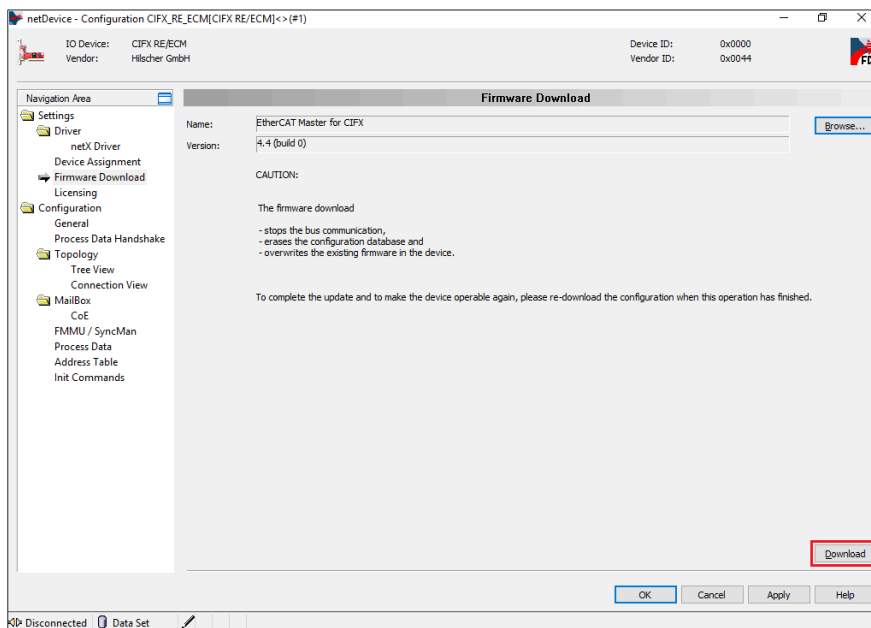 netDevice - Configuration CIFX_RE_ECM[CIFX RE/ECM]<>(#1)
IO Device: CIFX RE/ECM Device ID: 0x0000
Vendor: Hilscher GmbH Vendor ID: 0x0044
FD
Navigation Area
Firmware Download
Settings
Driver
netX Driver
Device Assignment
Firmware Download
Licensing
Configuration
General
Process Data Handshake
Topology
Tree View
Connection View
MailBox
CoE
FMMU / SyncMan
Process Data
Address Table
Init Commands
Name: EtherCAT Master for CIFX Browse...
Version: 4.4 (build 0)
CAUTION:
The firmware download
- stops the bus communication,
- erases the configuration database and
- overwrites the existing firmware in the device.
To complete the update and to make the device operable again, please re-download the configuration when this operation has finished.
Download
OK Cancel Apply Help
Disconnected Data Set